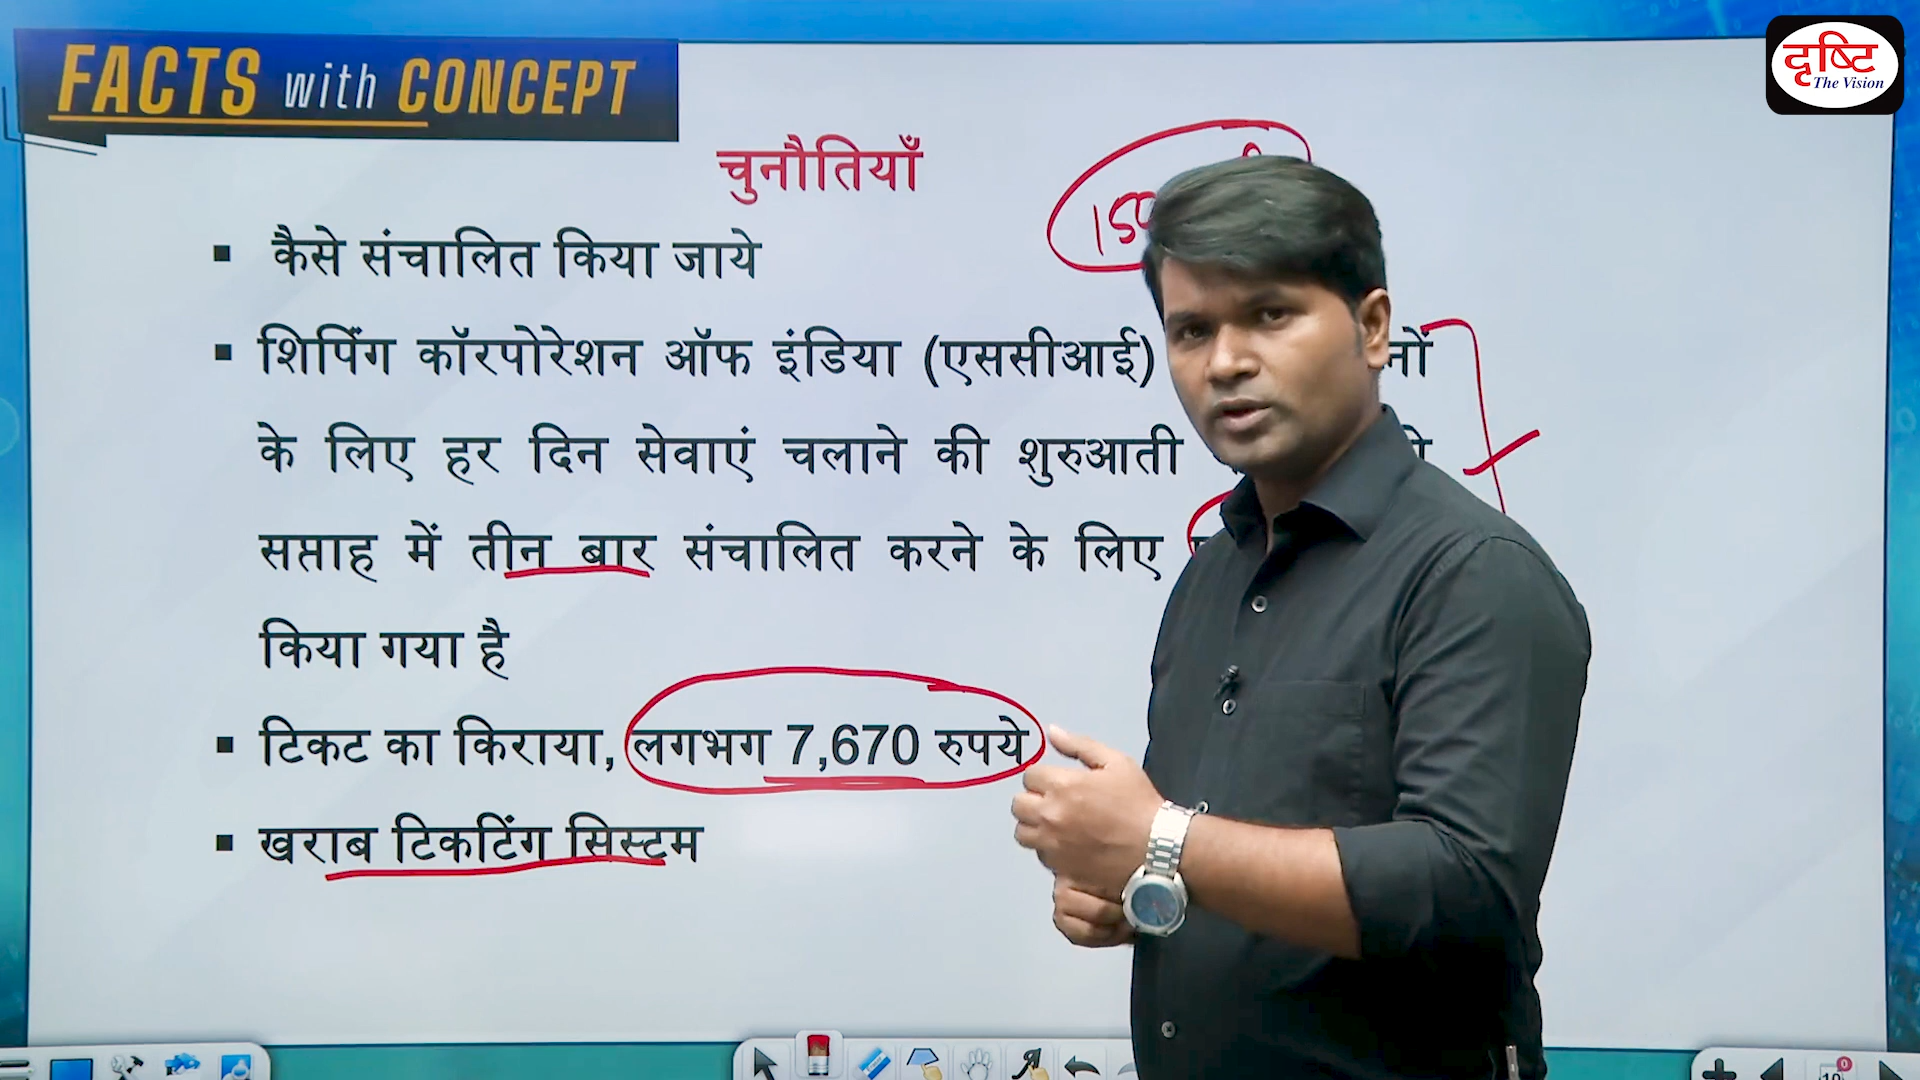 FACTS with CONCEPT
दृष्टि
The Vision
चुनौतियाँ
कैसे संचालित किया जाये
शिपिंग कॉरपोरेशन ऑफ इंडिया (एससीआई)
के लिए हर दिन सेवाएं चलाने की शुरुआती
सप्ताह में तीन बार संचालित करने के लिए
किया गया है
टिकट का किराया, लगभग 7,670 रुपये
खराब टिकटिंग सिस्टम